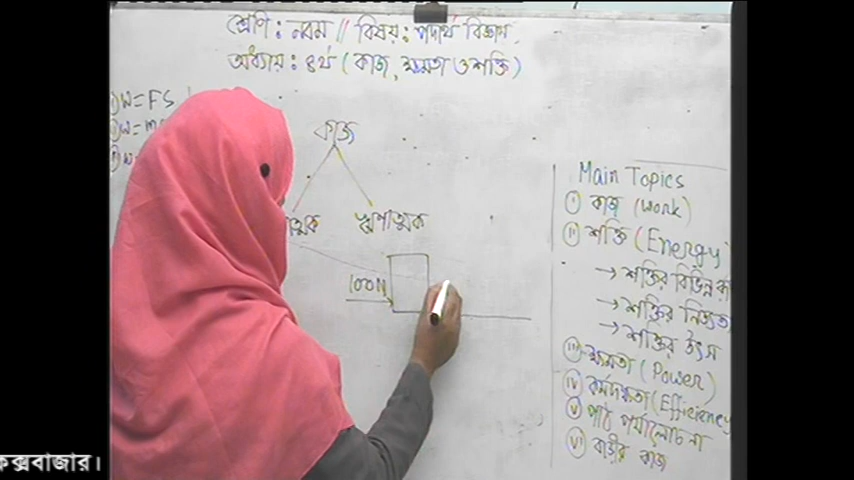 শ্রেণি: নবম // বিষয়: পদার্থ বিজ্ঞান
অধ্যায়: ৪র্থ (কাজ, ক্ষমতা ও শক্তি)
W = FS
W =
কাজ
ঋণাত্মক
100N
Main Topics
i কাজ (Work)
ii শক্তি (Energy)
→ শক্তির বিভিন্ন
→ শক্তির নিত্যতা
→ শক্তির উৎস
iii ক্ষমতা (Power)
iv কর্মদক্ষতা (Efficiency
v পাঠ পর্যালোচনা
vi বাড়ীর কাজ
কক্সবাজার।